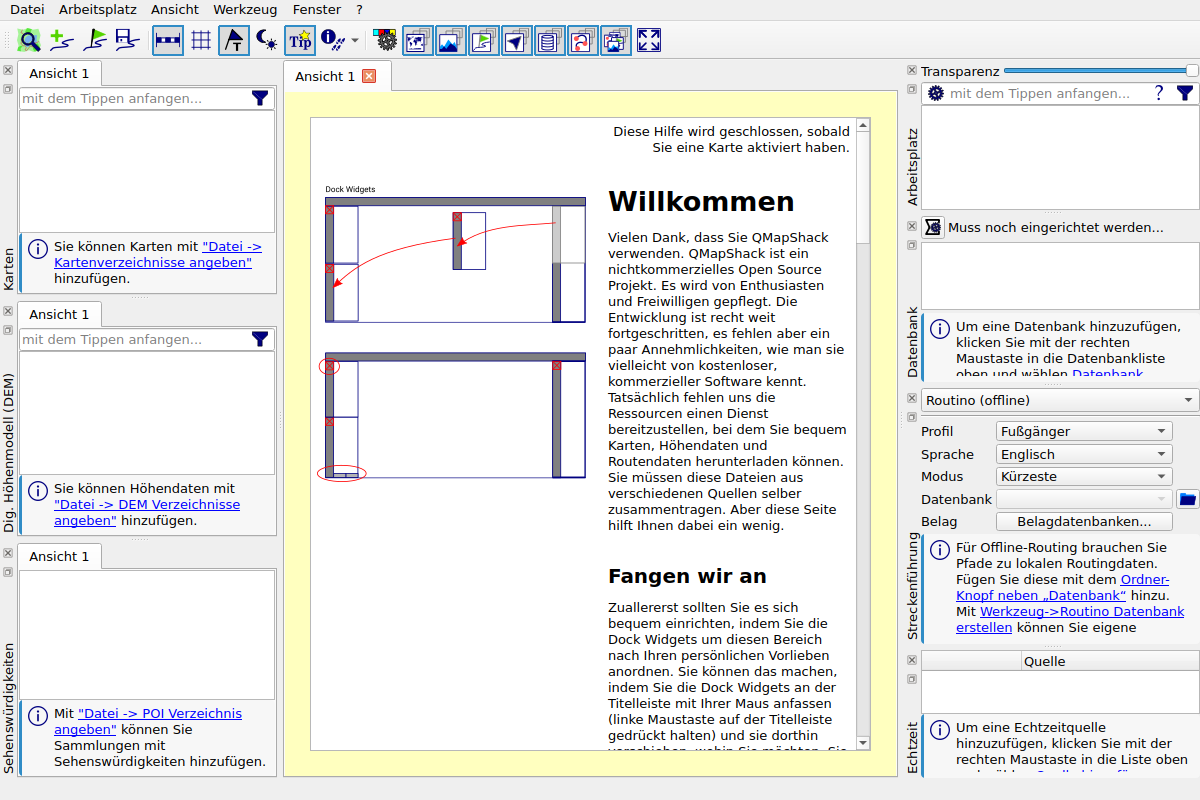 Datei Arbeitsplatz Ansicht Werkzeug Fenster ?
T Tip
Ansicht 1
mit dem Tippen anfangen...
Karten
Sie können Karten mit "Datei ->
Kartenverzeichnisse angeben"
hinzufügen.
Ansicht 1
mit dem Tippen anfangen...
Dig. Höhenmodell (DEM)
Sie können Höhendaten mit
"Datei -> DEM Verzeichnisse
angeben" hinzufügen.
Ansicht 1
Sehenswürdigkeiten
Mit "Datei -> POI Verzeichnis
angeben" können Sie
Sammlungen mit
Sehenswürdigkeiten hinzufügen.
Ansicht 1
Diese Hilfe wird geschlossen, sobald
Sie eine Karte aktiviert haben.
Dock Widgets
Willkommen
Vielen Dank, dass Sie QMapShack
verwenden. QMapShack ist ein
nichtkommerzielles Open Source
Projekt. Es wird von Enthusiasten
und Freiwilligen gepflegt. Die
Entwicklung ist recht weit
fortgeschritten, es fehlen aber ein
paar Annehmlichkeiten, wie man sie
vielleicht von kostenloser,
kommerzieller Software kennt.
Tatsächlich fehlen uns die
Ressourcen einen Dienst
bereitzustellen, bei dem Sie bequem
Karten, Höhendaten und
Routendaten herunterladen können.
Sie müssen diese Dateien aus
verschiedenen Quellen selber
zusammentragen. Aber diese Seite
hilft Ihnen dabei ein wenig.
Fangen wir an
Zuallererst sollten Sie es sich
bequem einrichten, indem Sie die
Dock Widgets um diesen Bereich
nach Ihren persönlichen Vorlieben
anordnen. Sie können das machen,
indem Sie die Dock Widgets an der
Titelleiste mit Ihrer Maus anfassen
(linke Maustaste auf der Titelleiste
gedrückt halten) und sie dorthin
verschieben, wohin Sie möchten. Sie
Transparenz
mit dem Tippen anfangen... ?
Arbeitsplatz
Muss noch eingerichtet werden...
Datenbank
Um eine Datenbank hinzuzufügen,
klicken Sie mit der rechten
Maustaste in die Datenbankliste
oben und wählen Datenbank
Routino (offline)
Profil Fußgänger
Sprache Englisch
Modus Kürzeste
Datenbank
Belag Belagdatenbanken...
Streckenführung
Für Offline-Routing brauchen Sie
Pfade zu lokalen Routingdaten.
Fügen Sie diese mit dem Ordner-
Knopf neben „Datenbank“ hinzu.
Mit Werkzeug->Routino Datenbank
erstellen können Sie eigene
Quelle
Echtzeit
Um eine Echtzeitquelle
hinzuzufügen, klicken Sie mit der
rechten Maustaste in die Liste oben